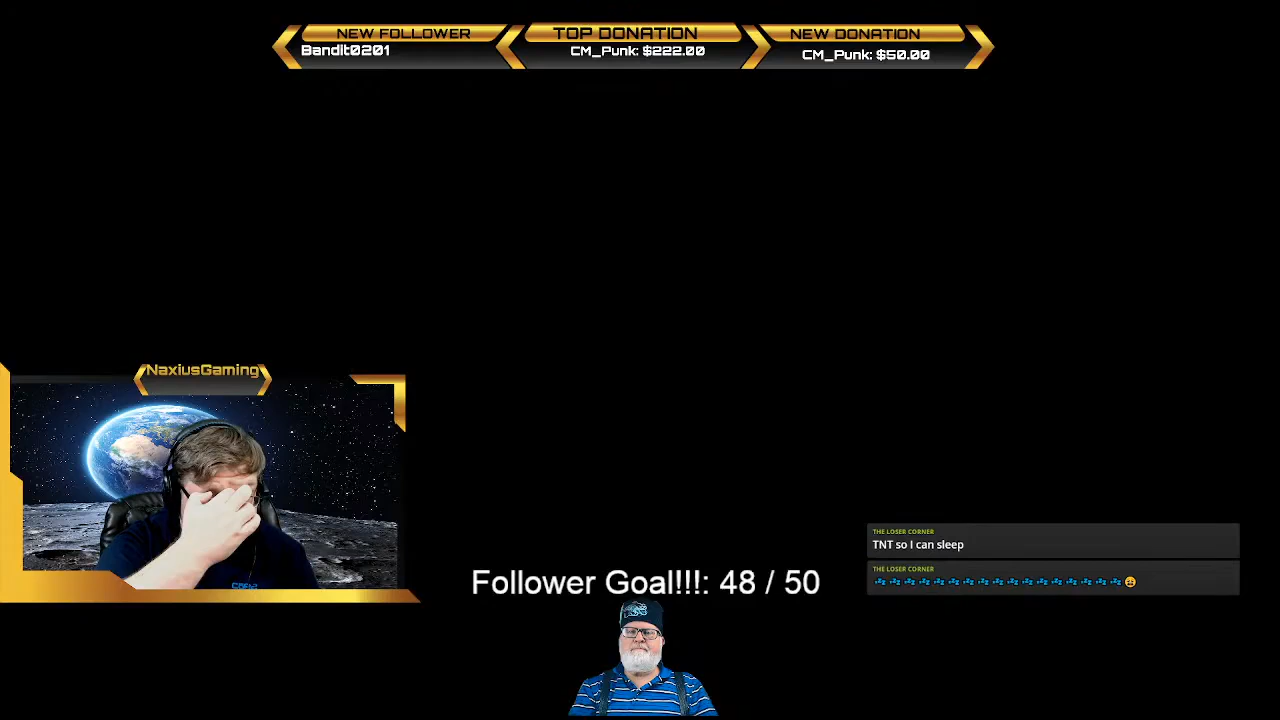 NEW FOLLOWER
Bandit0201
TOP DONATION
CM_Punk: $222.00
NEW DONATION
CM_Punk: $50.00
NaxiusGaming
THE LOSER CORNER
TNT so I can sleep
THE LOSER CORNER
Follower Goal!!!: 48 / 50